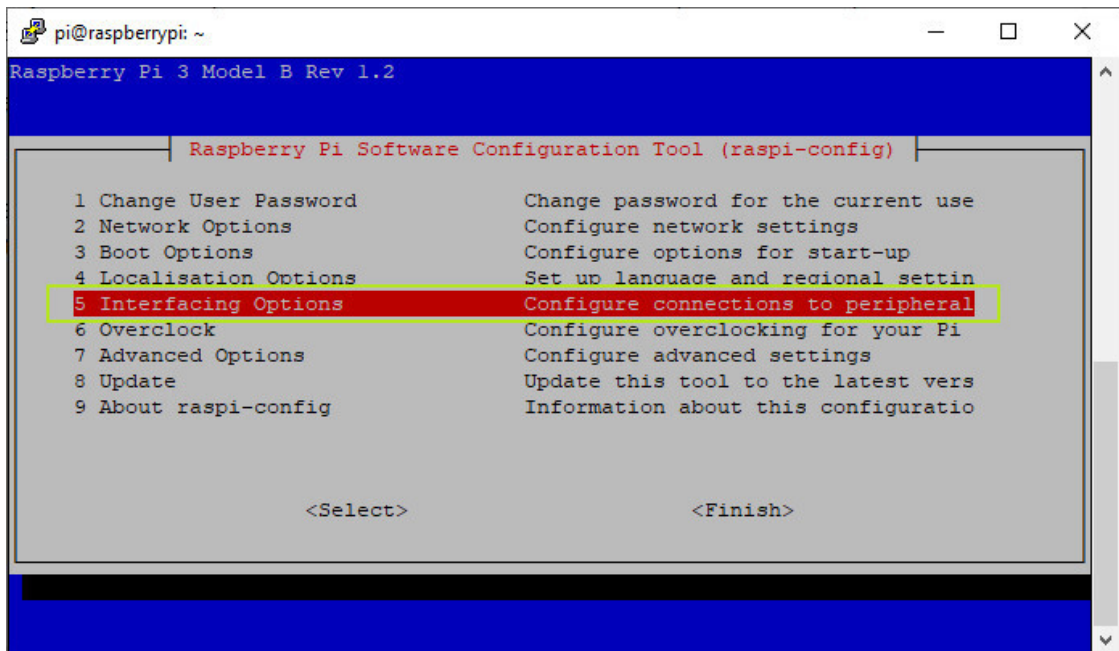 pi@raspberrypi: ~
Raspberry Pi 3 Model B Rev 1.2
Raspberry Pi Software Configuration Tool (raspi-config)
1 Change User Password Change password for the current use
2 Network Options Configure network settings
3 Boot Options Configure options for start-up
4 Localisation Options Set up language and regional settin
5 Interfacing Options Configure connections to peripheral
6 Overclock Configure overclocking for your Pi
7 Advanced Options Configure advanced settings
8 Update Update this tool to the latest vers
9 About raspi-config Information about this configuratio
<Select> <Finish>